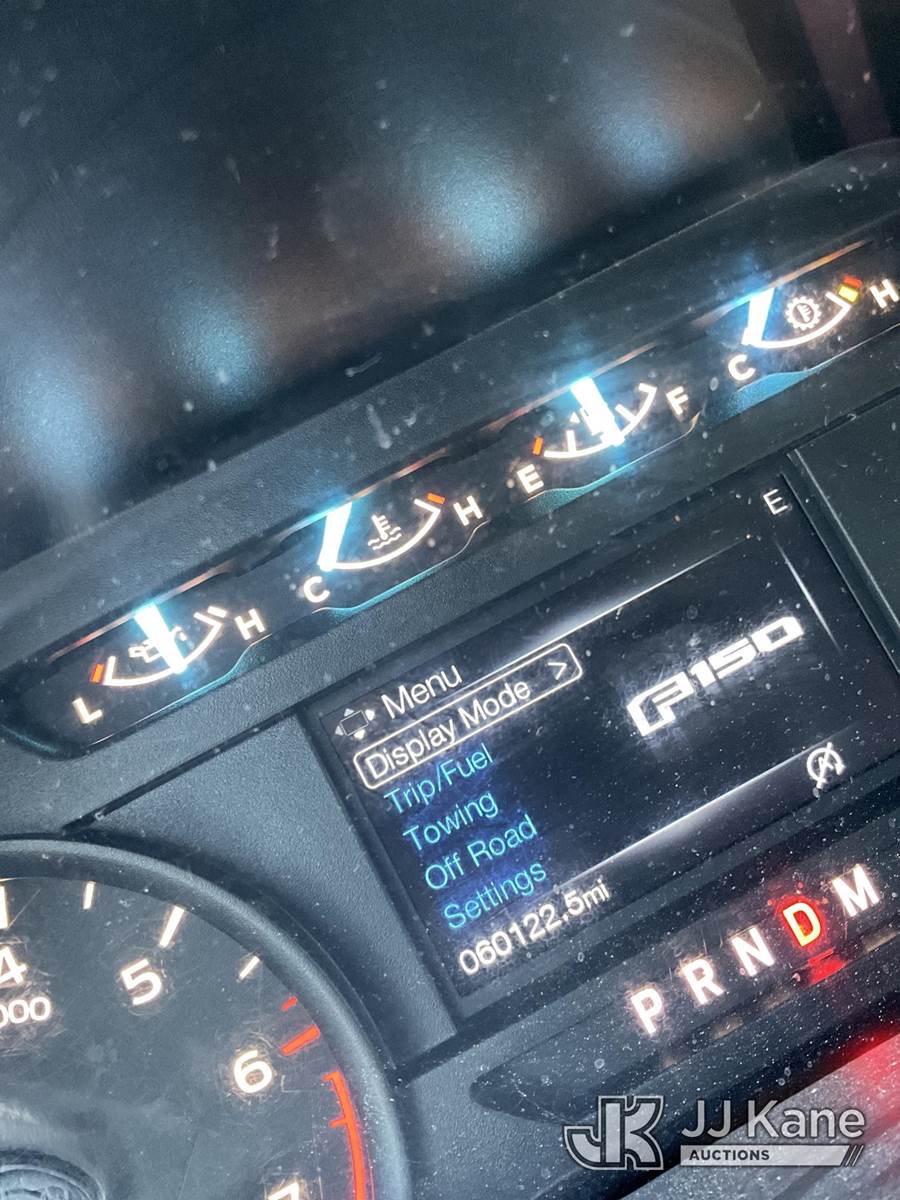 L H
C H
E F
C H
E
Menu
Display Mode >
Trip/Fuel
Towing
Off Road
Settings
F150
060122.5mi
A
P R N D M
4
5
6
7
000
JK
JJ Kane
AUCTIONS